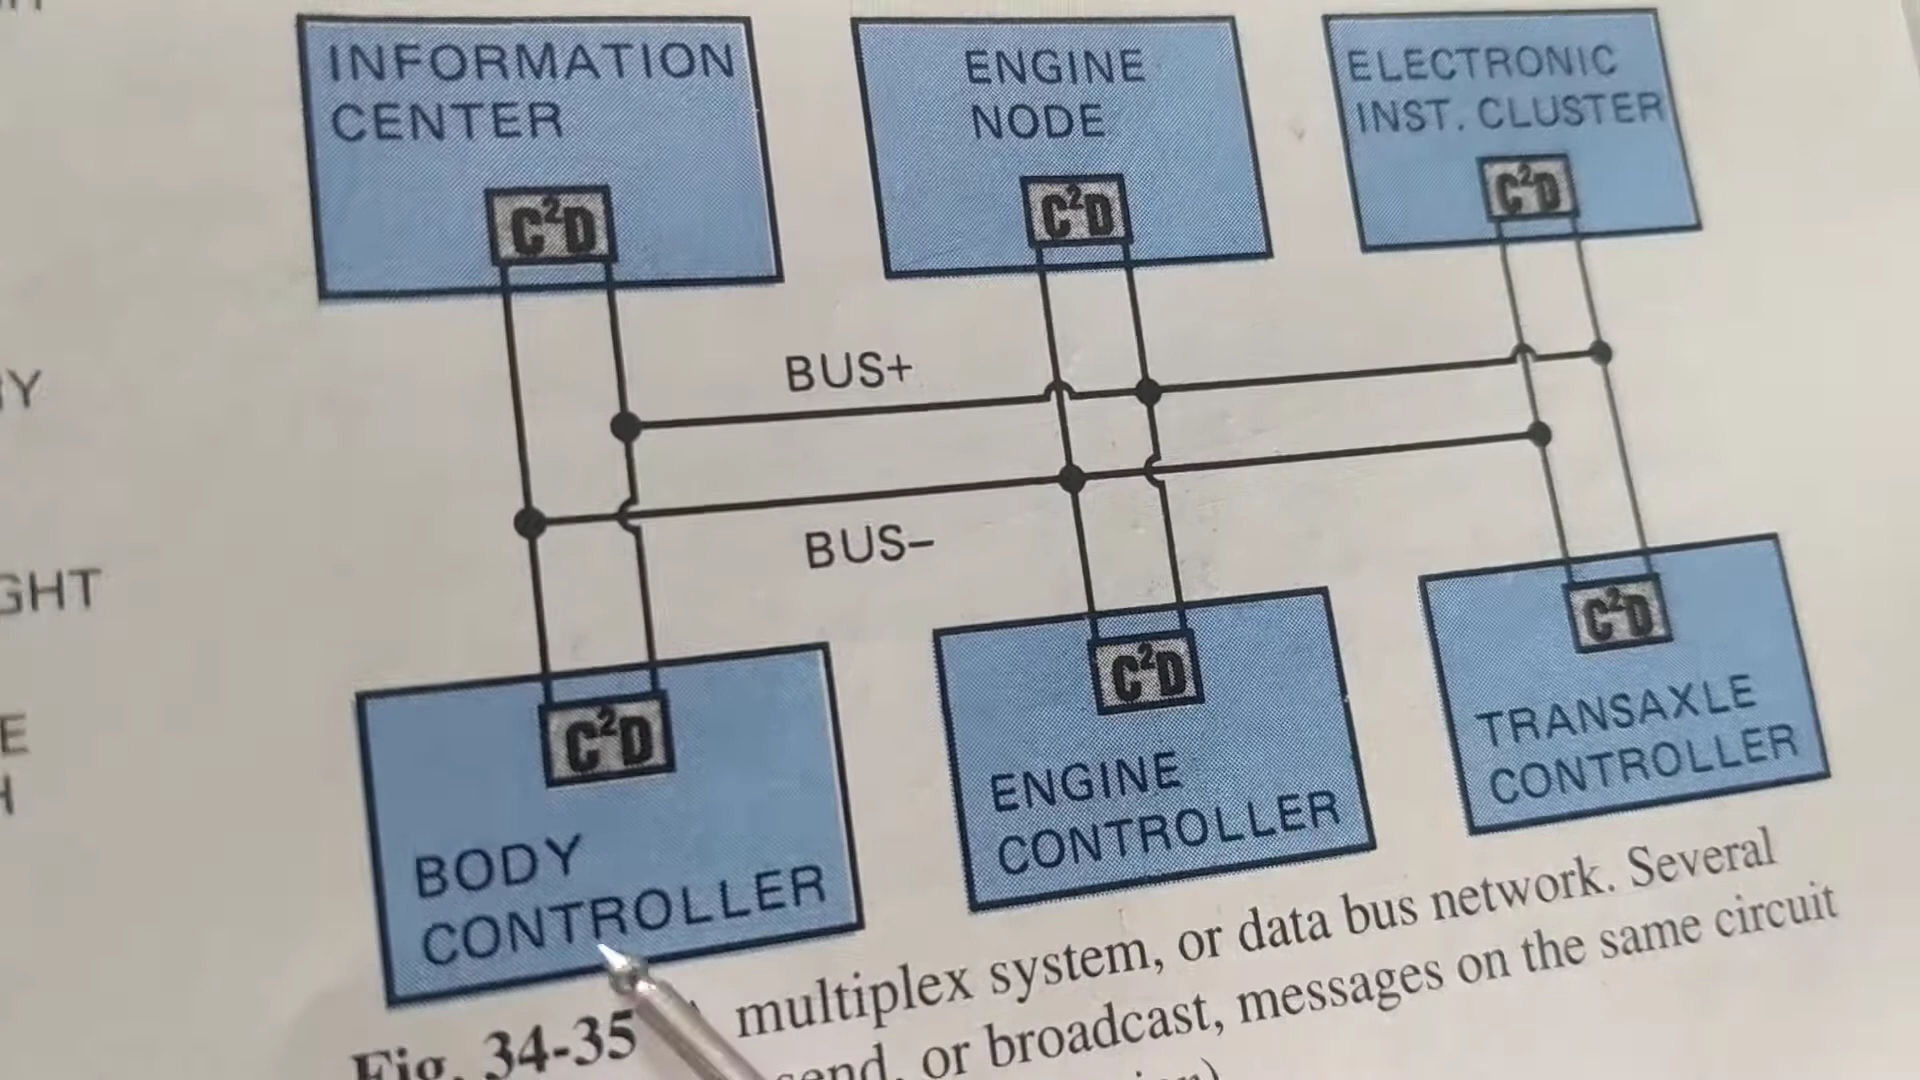 INFORMATION
CENTER
C²D
ENGINE
NODE
C²D
ELECTRONIC
INST. CLUSTER
C²D
BUS+
BUS–
GHT
C²D
BODY
CONTROLLER
C²D
ENGINE
CONTROLLER
C²D
TRANSAXLE
CONTROLLER
Fig. 34-35
multiplex system, or data bus network. Several
send, or broadcast, messages on the same circuit